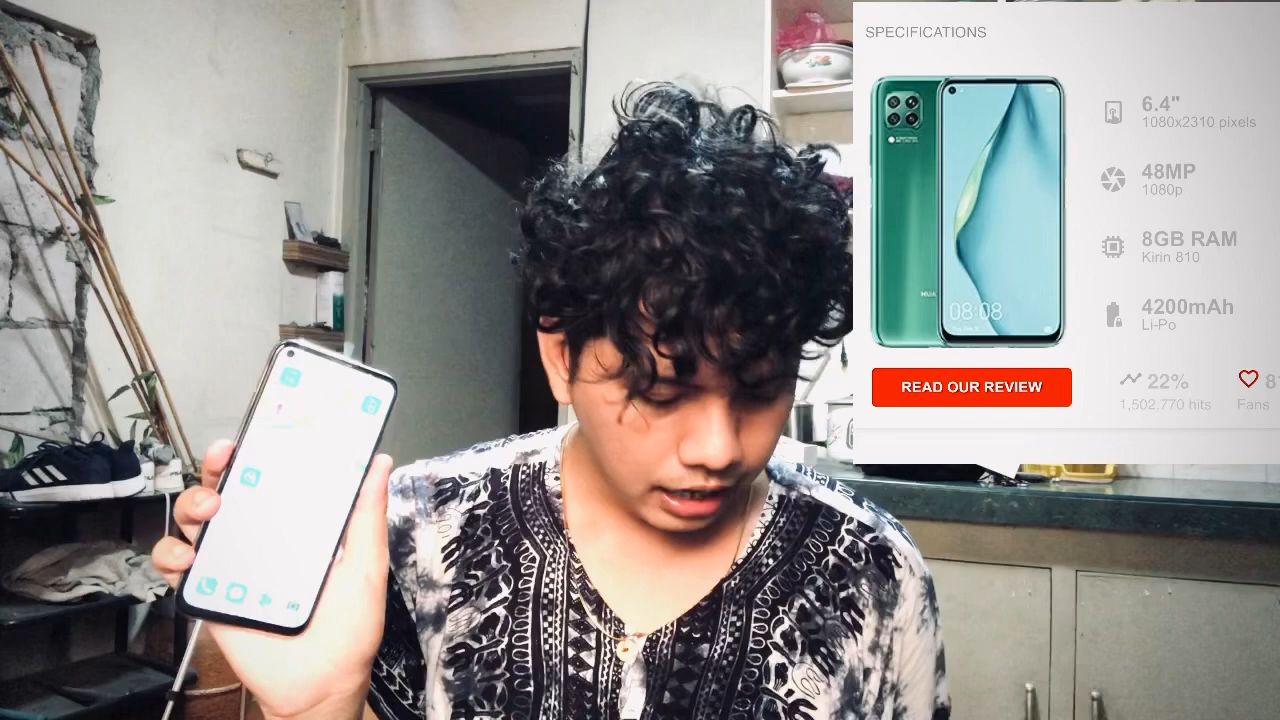 SPECIFICATIONS
6.4"
1080x2310 pixels
48MP
1080p
8GB RAM
Kirin 810
4200mAh
Li-Po
08:08
READ OUR REVIEW
22%
1,502.770 hits
Fans